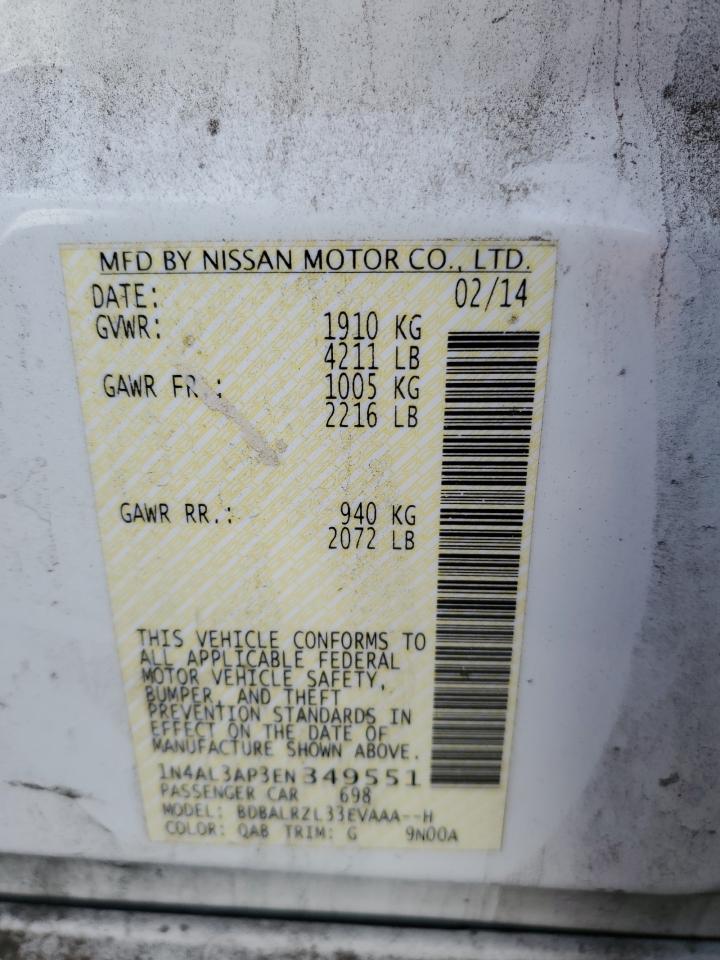 MFD BY NISSAN MOTOR CO., LTD.
DATE: 02/14
GVWR: 1910 KG
4211 LB
GAWR FR.: 1005 KG
2216 LB
GAWR RR.: 940 KG
2072 LB
THIS VEHICLE CONFORMS TO
ALL APPLICABLE FEDERAL
MOTOR VEHICLE SAFETY,
BUMPER, AND THEFT
PREVENTION STANDARDS IN
EFFECT ON THE DATE OF
MANUFACTURE SHOWN ABOVE.
1N4AL3AP3EN349551
PASSENGER CAR 698
MODEL: BDBALRZL33EVAAA--H
COLOR: QAB TRIM: G 9N00A